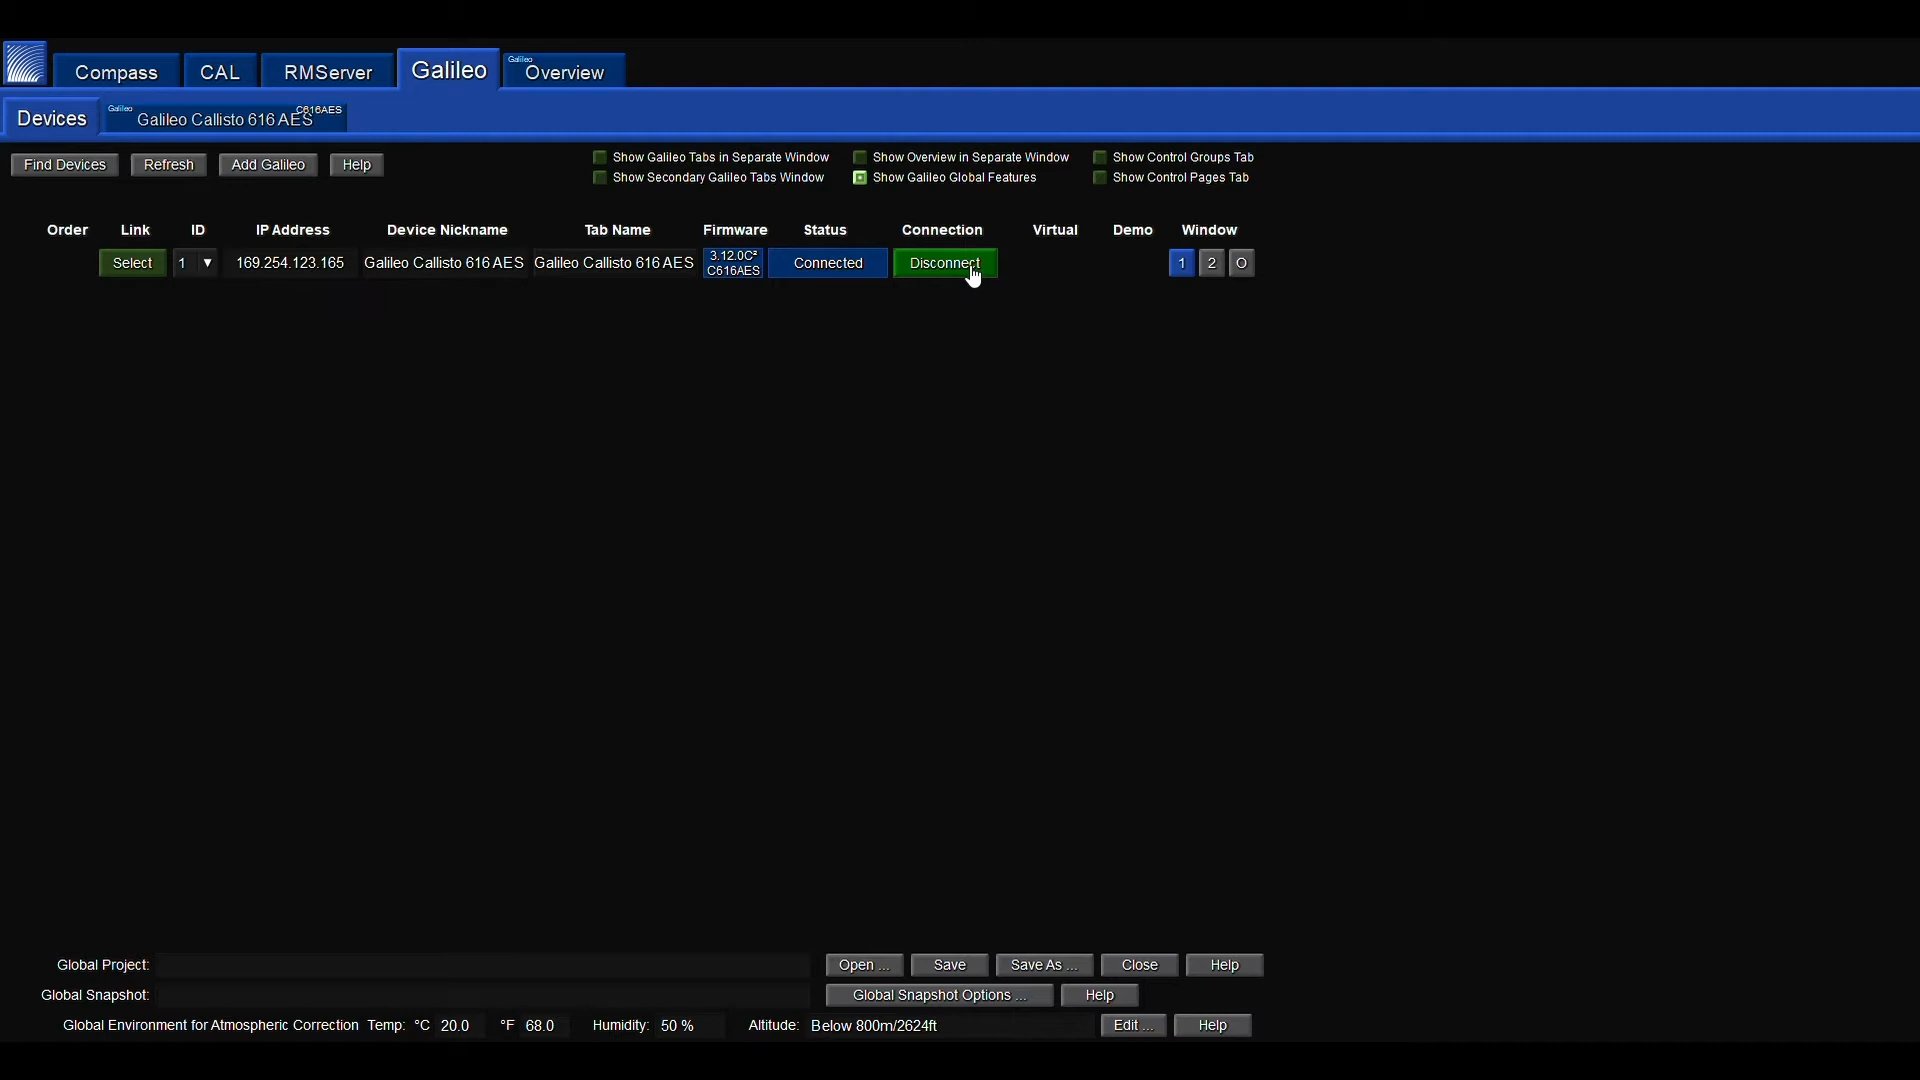 Compass CAL RMServer Galileo Galileo Overview
Devices Galileo Galileo Callisto 616 AES C616AES
Find Devices Refresh Add Galileo Help
Show Galileo Tabs in Separate Window Show Overview in Separate Window Show Control Groups Tab
Show Secondary Galileo Tabs Window Show Galileo Global Features Show Control Pages Tab
Order Link ID IP Address Device Nickname Tab Name Firmware Status Connection Virtual Demo Window
Select 1 ▼ 169.254.123.165 Galileo Callisto 616 AES Galileo Callisto 616 AES 3.12.0C² C616AES Connected Disconnect 1 2 O
Global Project: Open ... Save Save As ... Close Help
Global Snapshot: Global Snapshot Options ... Help
Global Environment for Atmospheric Correction Temp: °C 20.0 °F 68.0 Humidity: 50 % Altitude: Below 800m/2624ft Edit ... Help